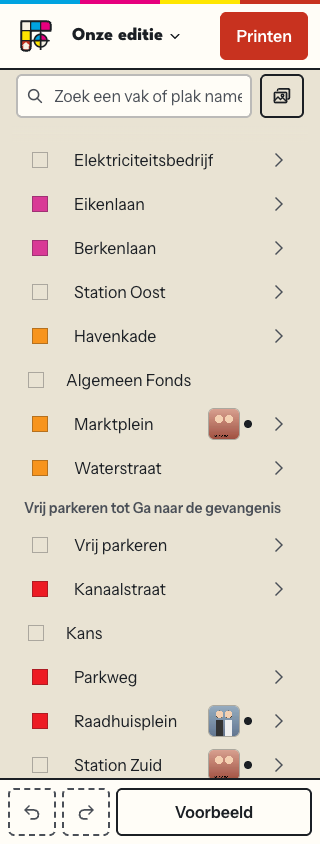 Onze editie
Printen
Zoek een vak of plak name
Elektriciteitsbedrijf
Eikenlaan
Berkenlaan
Station Oost
Havenkade
Algemeen Fonds
Marktplein
Waterstraat
Vrij parkeren tot Ga naar de gevangenis
Vrij parkeren
Kanaalstraat
Kans
Parkweg
Raadhuisplein
Station Zuid
Voorbeeld